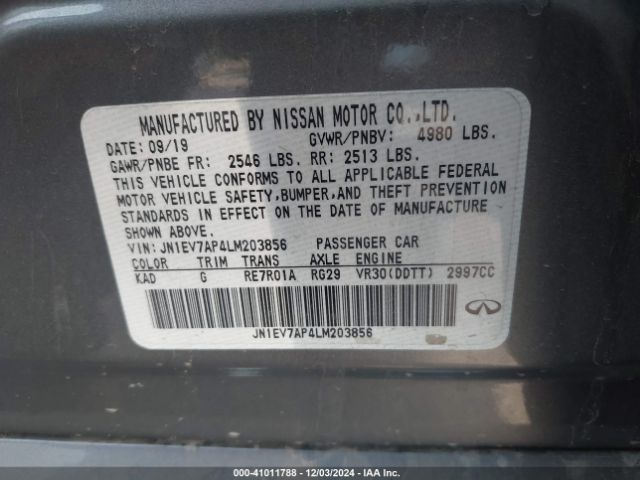 MANUFACTURED BY NISSAN MOTOR CO.,LTD.
DATE: 09/19 GVWR/PNBV: 4980 LBS.
GAWR/PNBE FR: 2546 LBS. RR: 2513 LBS.
THIS VEHICLE CONFORMS TO ALL APPLICABLE FEDERAL
MOTOR VEHICLE SAFETY,BUMPER,AND THEFT PREVENTION
STANDARDS IN EFFECT ON THE DATE OF MANUFACTURE
SHOWN ABOVE.
VIN: JN1EV7AP4LM203856 PASSENGER CAR
COLOR TRIM TRANS AXLE ENGINE
KAD G RE7R01A RG29 VR30(DDTT) 2997CC
JN1EV7AP4LM203856
000-41011788 - 12/03/2024 - IAAI.COM